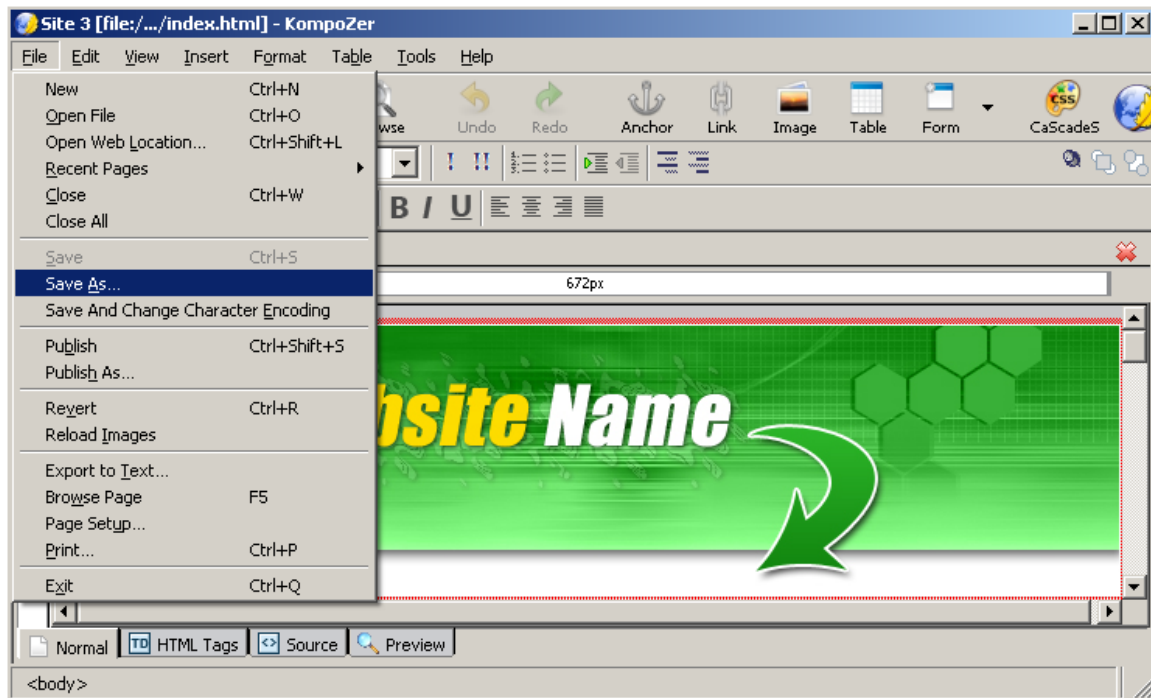 Site 3 [file:/.../index.html] - KompoZer
File Edit View Insert Format Table Tools Help
New Ctrl+N
Open File Ctrl+O
Open Web Location... Ctrl+Shift+L
Recent Pages
Close Ctrl+W
Close All
Save Ctrl+S
Save As...
Save And Change Character Encoding
Publish Ctrl+Shift+S
Publish As...
Revert Ctrl+R
Reload Images
Export to Text...
Browse Page F5
Page Setup...
Print... Ctrl+P
Exit Ctrl+Q
wse Undo Redo Anchor Link Image Table Form CaScadeS
CSS
! !!
B I U
672px
bsite Name
Normal TD HTML Tags Source Preview
<body>